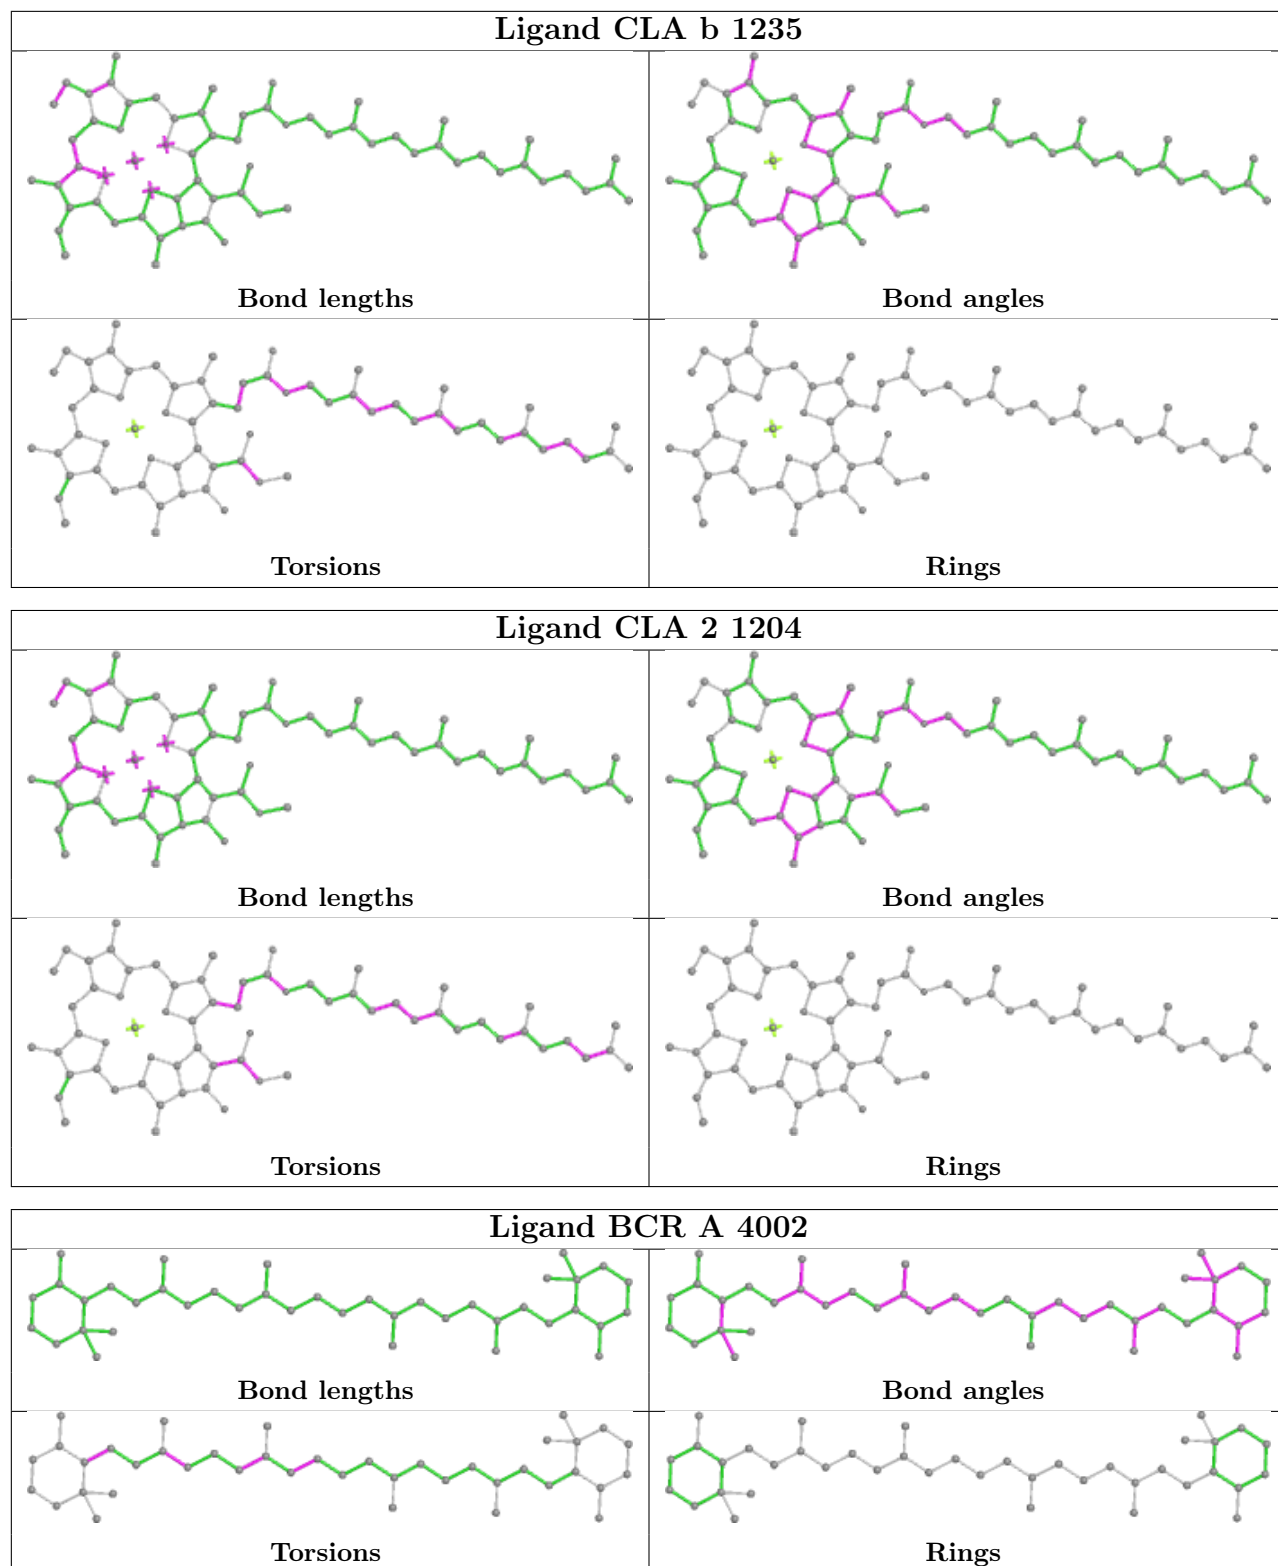 Ligand CLA b 1235
Bond lengths
Bond angles
Torsions
Rings
Ligand CLA 2 1204
Bond lengths
Bond angles
Torsions
Rings
Ligand BCR A 4002
Bond lengths
Bond angles
Torsions
Rings